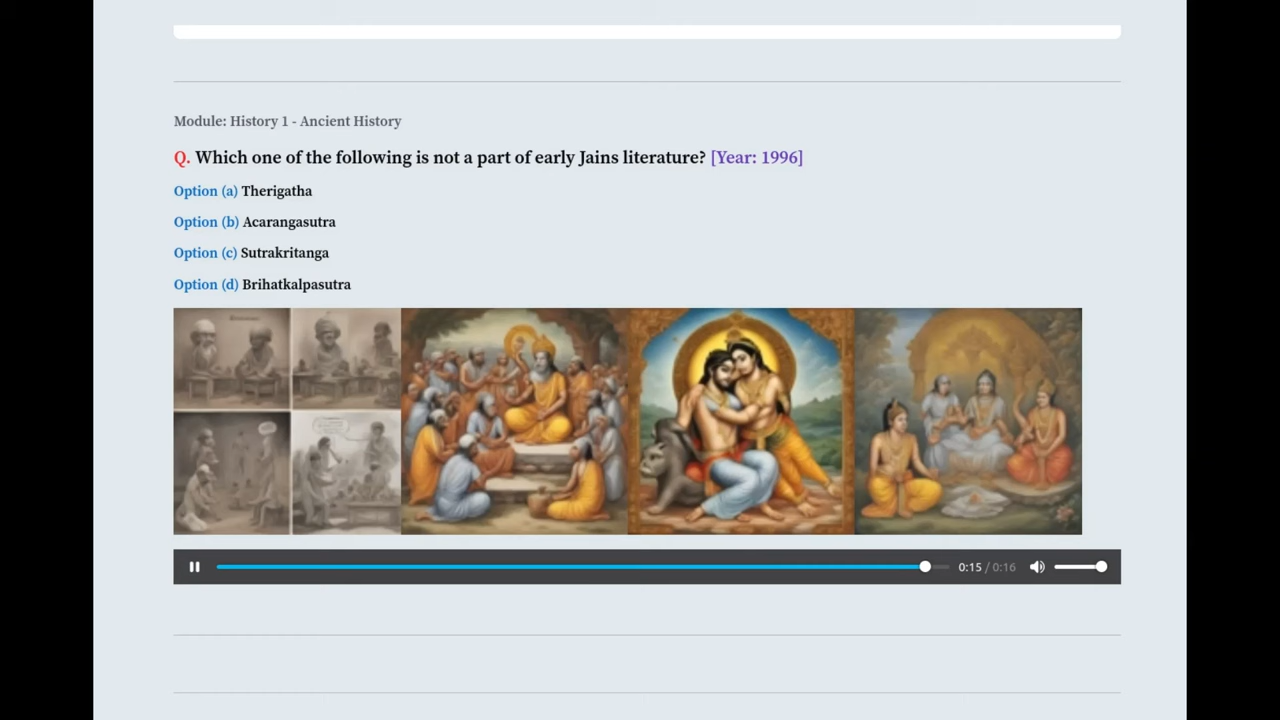 Module: History 1 - Ancient History
Q. Which one of the following is not a part of early Jains literature? [Year: 1996]
Option (a) Therigatha
Option (b) Acarangasutra
Option (c) Sutrakritanga
Option (d) Brihatkalpasutra
0:15 / 0:16